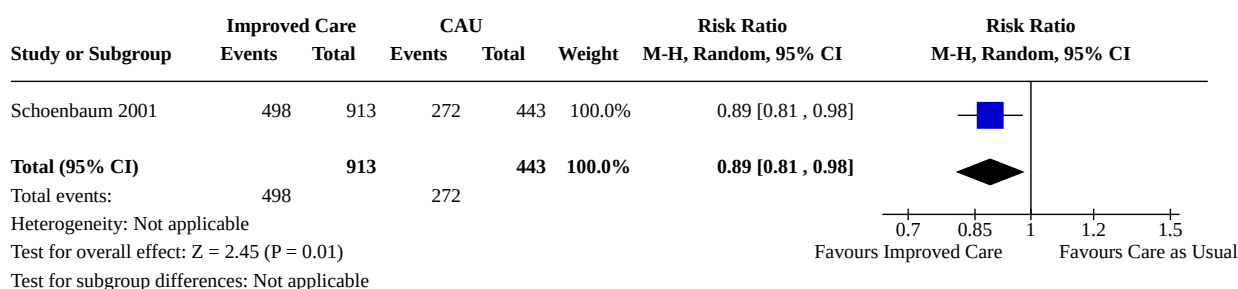 Improved Care CAU Risk Ratio Risk Ratio
Study or Subgroup Events Total Events Total Weight M-H, Random, 95% CI M-H, Random, 95% CI
Schoenbaum 2001 498 913 272 443 100.0% 0.89 [0.81 , 0.98]
Total (95% CI) 913 443 100.0% 0.89 [0.81 , 0.98]
Total events: 498 272
Heterogeneity: Not applicable
0.7 0.85 1 1.2 1.5
Test for overall effect: Z = 2.45 (P = 0.01)
Favours Improved Care Favours Care as Usual
Test for subgroup differences: Not applicable